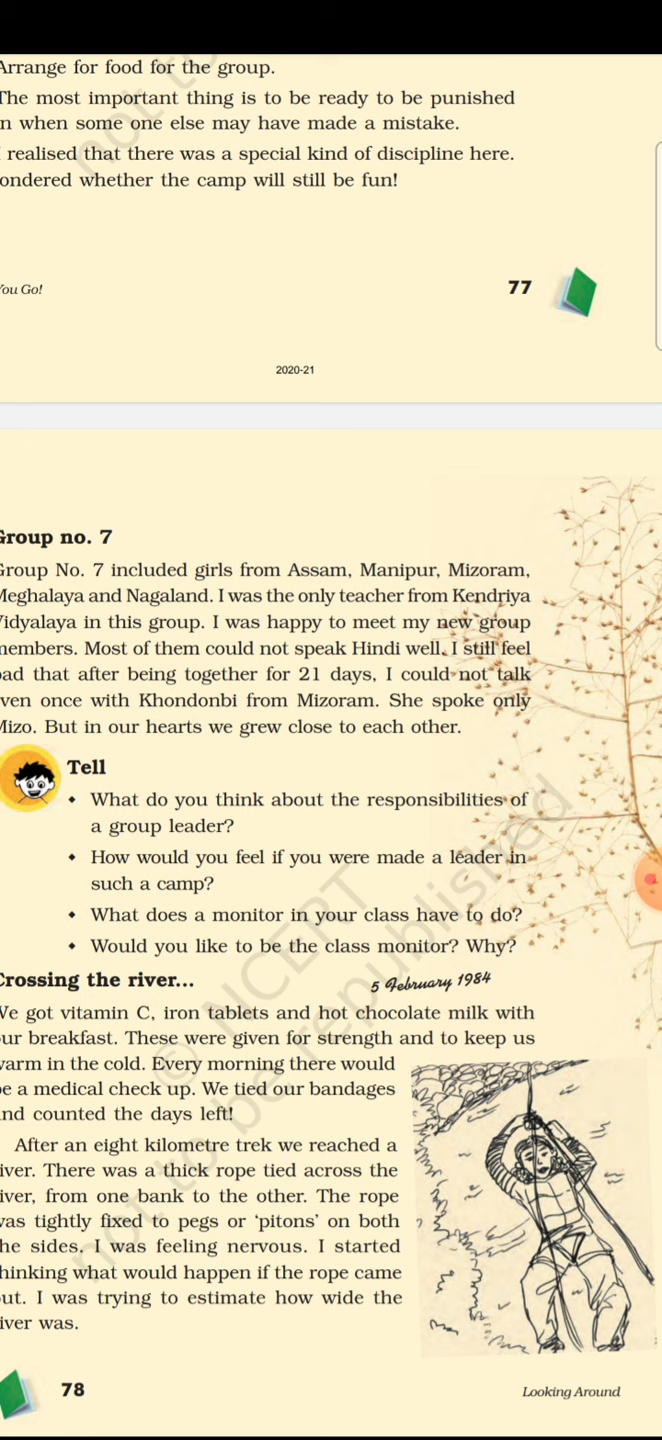 Arrange for food for the group.
The most important thing is to be ready to be punished
n when some one else may have made a mistake.
I realised that there was a special kind of discipline here.
ondered whether the camp will still be fun!
You Go!
77
2020-21
Group no. 7
Group No. 7 included girls from Assam, Manipur, Mizoram,
Meghalaya and Nagaland. I was the only teacher from Kendriya
Vidyalaya in this group. I was happy to meet my new group
members. Most of them could not speak Hindi well. I still feel
bad that after being together for 21 days, I could not talk
even once with Khondonbi from Mizoram. She spoke only
Mizo. But in our hearts we grew close to each other.
Tell
• What do you think about the responsibilities of
a group leader?
• How would you feel if you were made a leader in
such a camp?
• What does a monitor in your class have to do?
• Would you like to be the class monitor? Why?
Crossing the river...
5 February 1984
We got vitamin C, iron tablets and hot chocolate milk with
our breakfast. These were given for strength and to keep us
warm in the cold. Every morning there would
be a medical check up. We tied our bandages
and counted the days left!
After an eight kilometre trek we reached a
river. There was a thick rope tied across the
river, from one bank to the other. The rope
was tightly fixed to pegs or ‘pitons’ on both
the sides. I was feeling nervous. I started
thinking what would happen if the rope came
out. I was trying to estimate how wide the
river was.
78
Looking Around
© NCERT
not to be republished